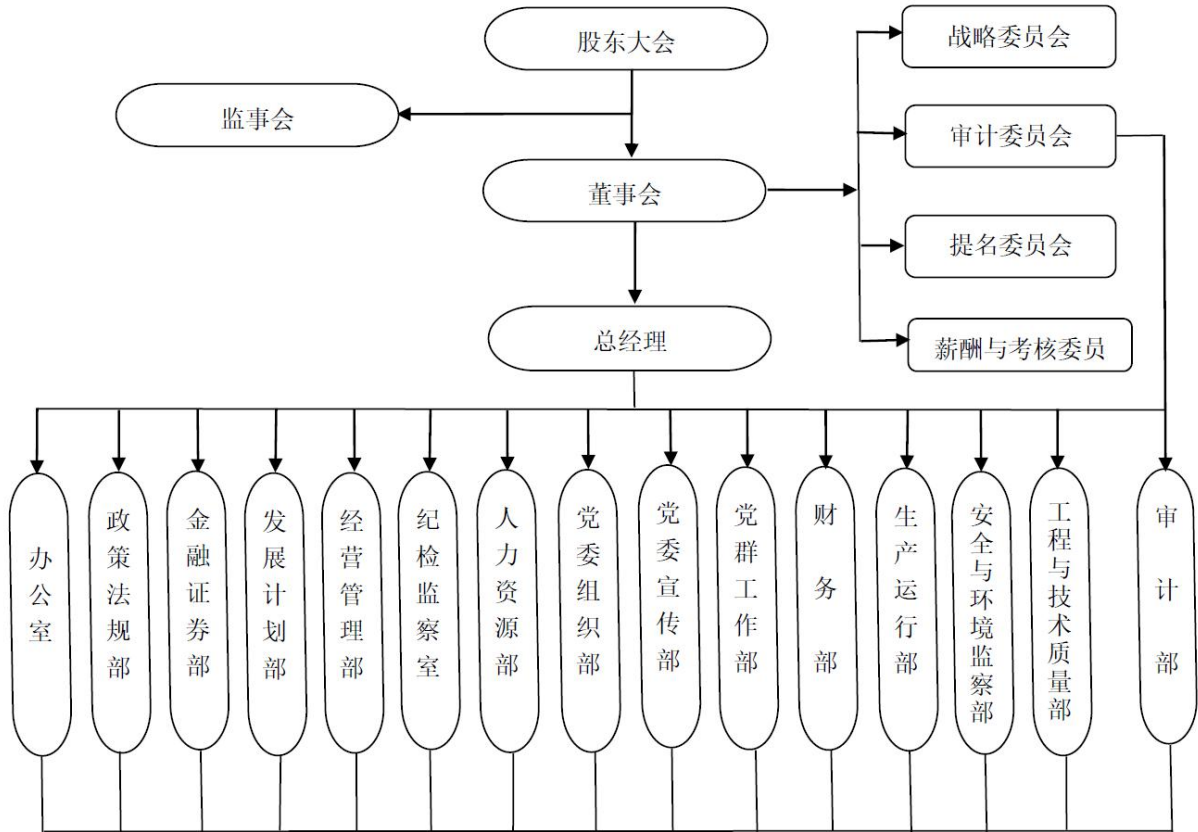 股东大会
战略委员会
监事会
审计委员会
董事会
提名委员会
总经理
薪酬与考核委员
办公室
政策法规部
金融证券部
发展计划部
经营管理部
纪检监察室
人力资源部
党委组织部
党委宣传部
党群工作部
财务部
生产运行部
安全与环境监察部
工程与技术质量部
审计部